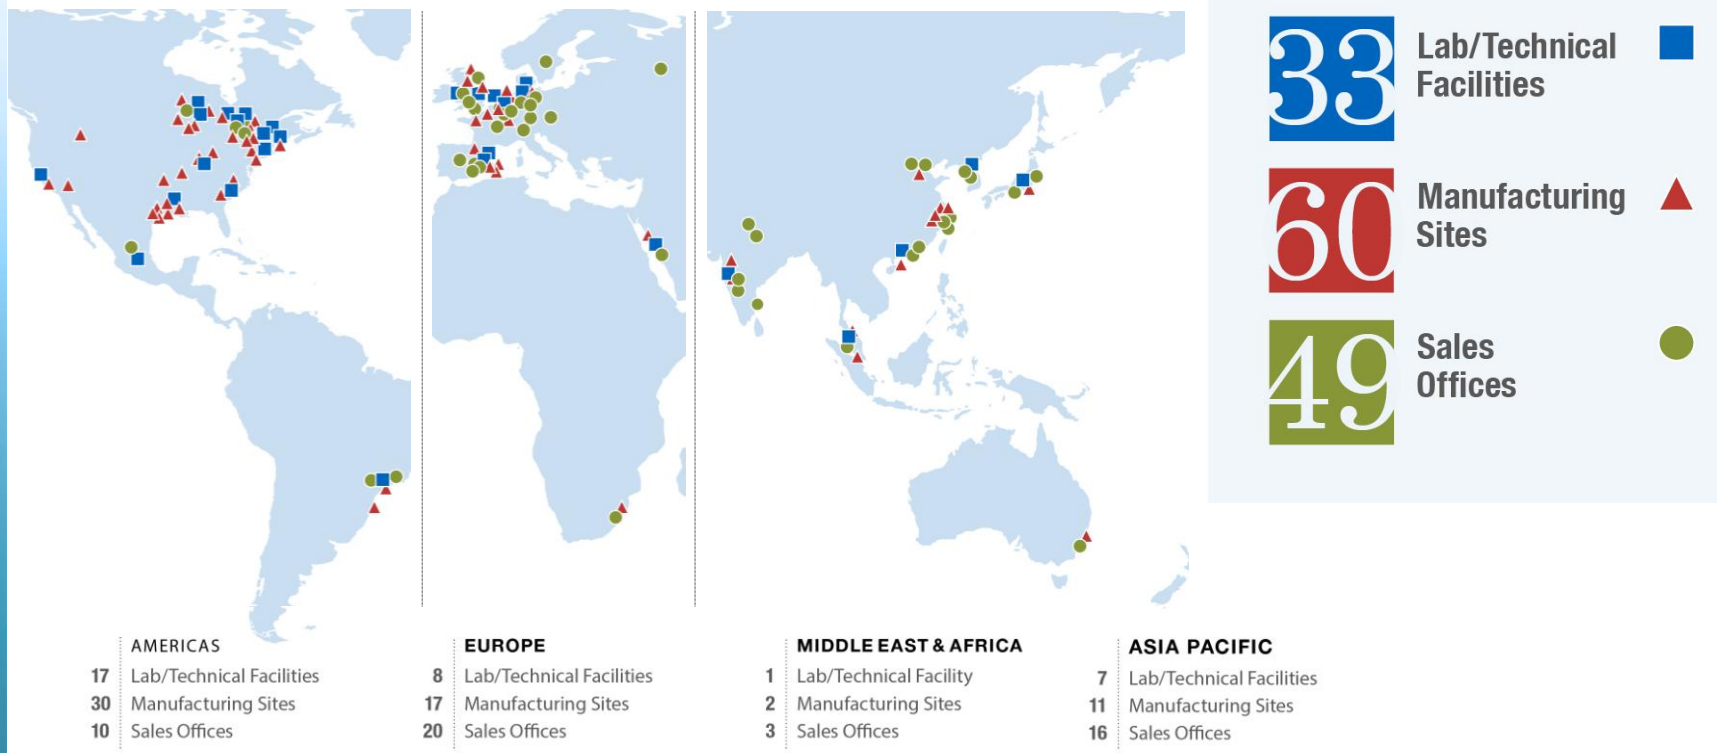 33
Lab/Technical
Facilities
60
Manufacturing
Sites
49
Sales
Offices
AMERICAS
17 Lab/Technical Facilities
30 Manufacturing Sites
10 Sales Offices
EUROPE
8 Lab/Technical Facilities
17 Manufacturing Sites
20 Sales Offices
MIDDLE EAST & AFRICA
1 Lab/Technical Facility
2 Manufacturing Sites
3 Sales Offices
ASIA PACIFIC
7 Lab/Technical Facilities
11 Manufacturing Sites
16 Sales Offices